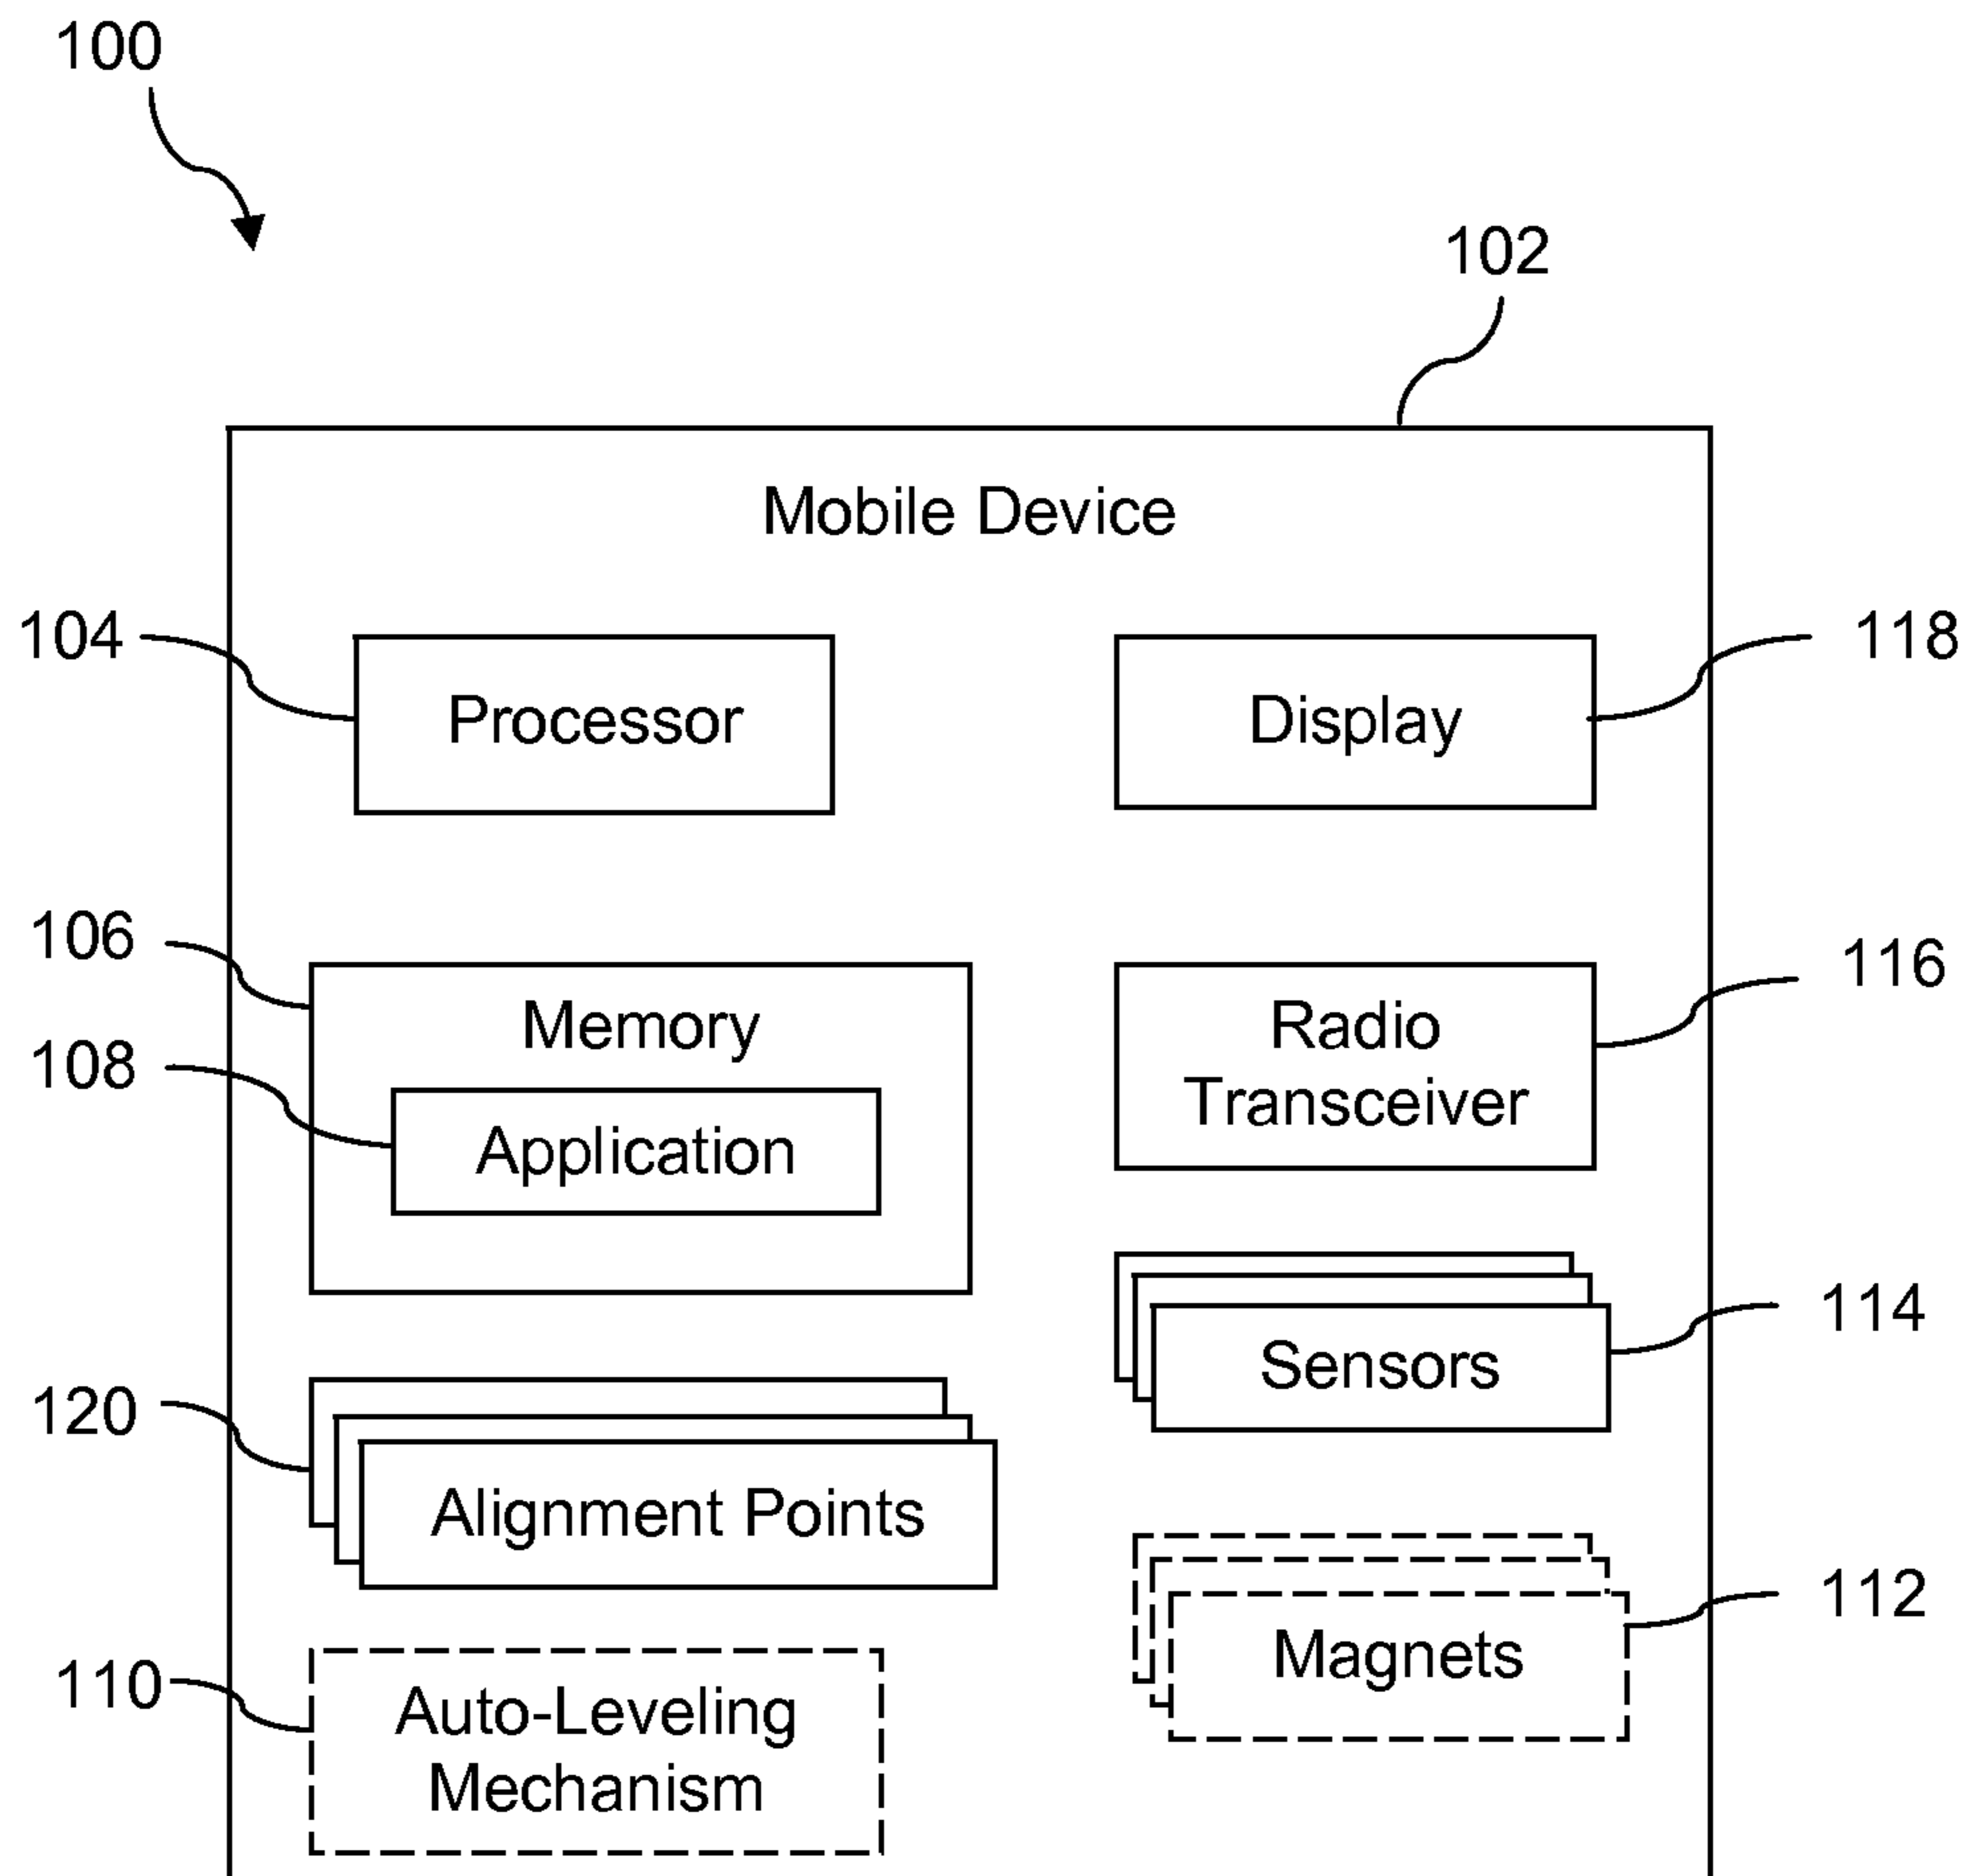 100
102
Mobile Device
104
118
Processor
Display
106
116
Memory
Radio
Transceiver
108
Application
114
Sensors
120
Alignment Points
112
Magnets
110
Auto-Leveling
Mechanism